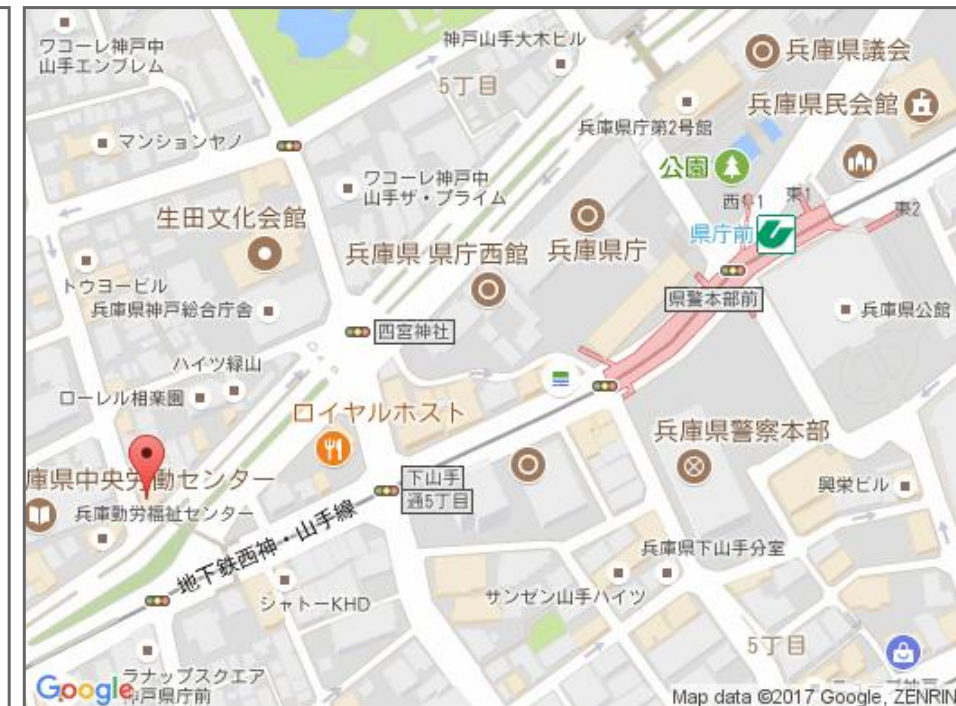 ワコーレ神戸中
山手エンブレム
神戸山手大木ビル
5丁目
兵庫県議会
兵庫県民会館
兵庫県庁第2号館
マンションヤノ
ワコーレ神戸中
山手ザ・プライム
公園
東1
東2
生田文化会館
兵庫県 県庁西館
兵庫県庁
県庁前
トウヨービル
兵庫県神戸総合庁舎
県警本部前
兵庫県公館
四宮神社
ハイツ緑山
ローレル相楽園
ロイヤルホスト
兵庫県警察本部
庫県中央労働センター
下山手
通5丁目
興栄ビル
兵庫勤労福祉センター
地下鉄西神・山手線
兵庫県下山手分室
シャトーKHD
サンゼン山手ハイツ
5丁目
ラナップスクエア
神戸県庁前
Google
Map data ©2017 Google, ZENRIN